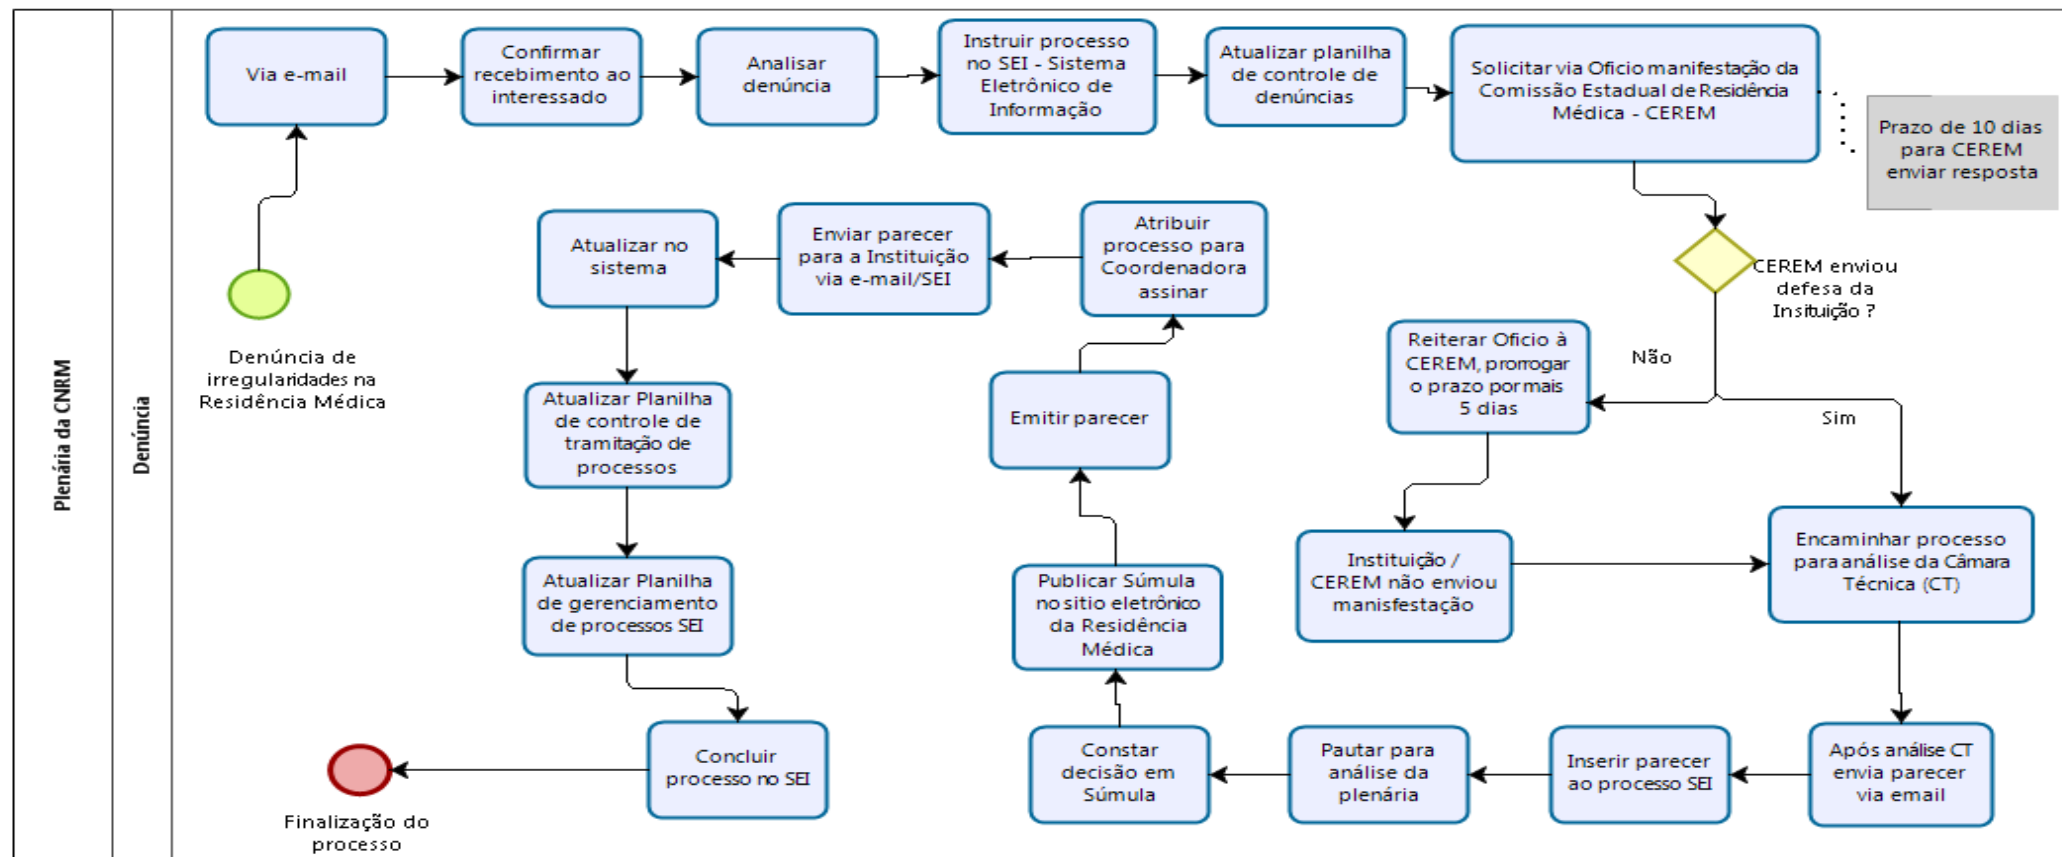 Plenária da CNRM
Denúncia
Via e-mail
Confirmar
recebimento ao
interessado
Analisar
denúncia
Instruir processo
no SEI - Sistema
Eletrônico de
Informação
Atualizar planilha
de controle de
denúncias
Solicitar via Oficio manifestação da
Comissão Estadual de Residência
Médica - CEREM
Prazo de 10 dias
para CEREM
enviar resposta
Denúncia de
irregularidades na
Residência Médica
CEREM enviou
defesa da
Insituição ?
Não
Sim
Reiterar Oficio à
CEREM, prorrogar
o prazo por mais
5 dias
Instituição /
CEREM não enviou
manisfestação
Encaminhar processo
para análise da Câmara
Técnica (CT)
Após análise CT
envia parecer
via email
Inserir parecer
ao processo SEI
Pautar para
análise da
plenária
Constar
decisão em
Súmula
Publicar Súmula
no sitio eletrônico
da Residência
Médica
Emitir parecer
Atribuir
processo para
Coordenadora
assinar
Enviar parecer
para a Instituição
via e-mail/SEI
Atualizar no
sistema
Atualizar Planilha
de controle de
tramitação de
processos
Atualizar Planilha
de gerenciamento
de processos SEI
Concluir
processo no SEI
Finalização do
processo